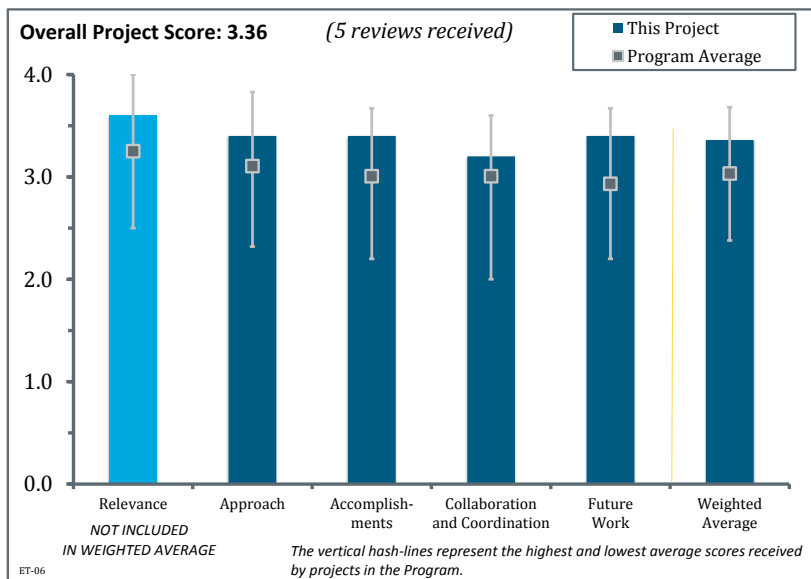 Overall Project Score: 3.36 (5 reviews received)
This Project
Program Average
4.0
3.0
2.0
1.0
0.0
Relevance
Approach
Accomplish-
ments
Collaboration
and Coordination
Future
Work
Weighted
Average
NOT INCLUDED
IN WEIGHTED AVERAGE
The vertical hash-lines represent the highest and lowest average scores received
by projects in the Program.
ET-06